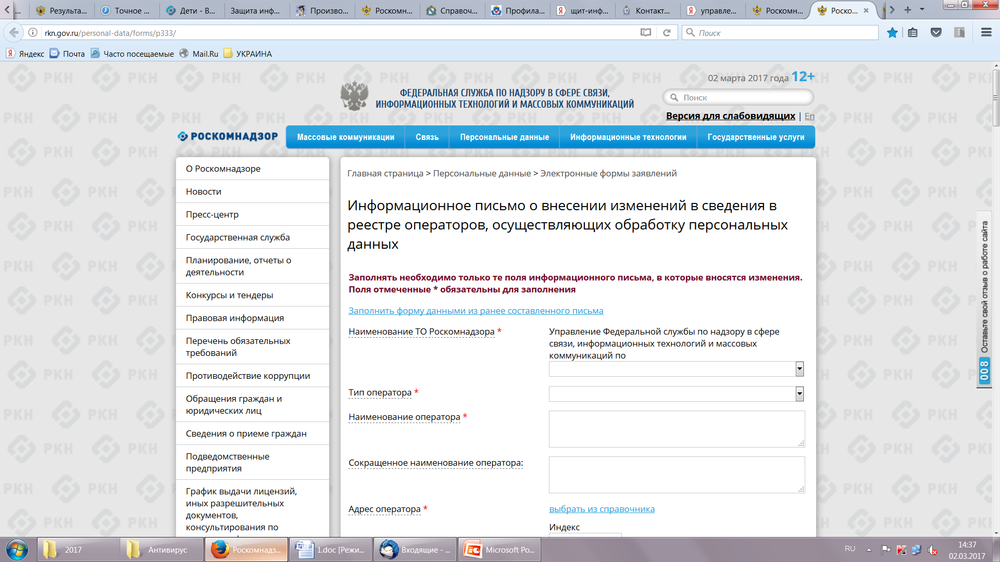 ...
Результа...
Точное ...
Дети - В...
Защита инф...
Произво...
Роскомн...
Справоч...
Профила...
щит-инф...
Контакт...
управле...
Роскомн...
Роско...
rkn.gov.ru/personal-data/forms/p333/
Поиск
Яндекс Почта Часто посещаемые Mail.Ru УКРАИНА
02 марта 2017 года 12+
ФЕДЕРАЛЬНАЯ СЛУЖБА ПО НАДЗОРУ В СФЕРЕ СВЯЗИ,
ИНФОРМАЦИОННЫХ ТЕХНОЛОГИЙ И МАССОВЫХ КОММУНИКАЦИЙ
Поиск
Версия для слабовидящих | En
РОСКОМНАДЗОР
Массовые коммуникации Связь Персональные данные Информационные технологии Государственные услуги
О Роскомнадзоре
Новости
Пресс-центр
Государственная служба
Планирование, отчеты о
деятельности
Конкурсы и тендеры
Правовая информация
Перечень обязательных
требований
Противодействие коррупции
Обращения граждан и
юридических лиц
Сведения о приеме граждан
Подведомственные
предприятия
График выдачи лицензий,
иных разрешительных
документов,
консультирования по
Главная страница > Персональные данные > Электронные формы заявлений
Информационное письмо о внесении изменений в сведения в
реестре операторов, осуществляющих обработку персональных
данных
Заполнять необходимо только те поля информационного письма, в которые вносятся изменения.
Поля отмеченные * обязательны для заполнения
Заполнить форму данными из ранее составленного письма
Наименование ТО Роскомнадзора *
Управление Федеральной службы по надзору в сфере
связи, информационных технологий и массовых
коммуникаций по
Тип оператора *
Наименование оператора *
Сокращенное наименование оператора:
Адрес оператора *
выбрать из справочника
Индекс
Оставьте свой отзыв о работе сайта
008
РКН
2017
Антивирус
Роскомнадз...
1.doc [Режи...
Входящие - ...
Microsoft Po...
RU
14:37
02.03.2017